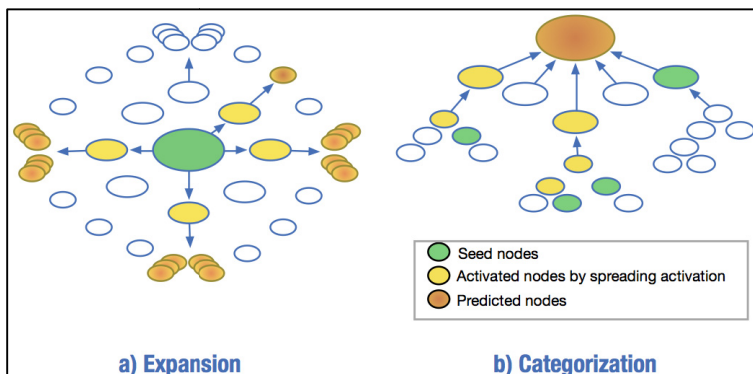 Seed nodes
Activated nodes by spreading activation
Predicted nodes
a) Expansion
b) Categorization